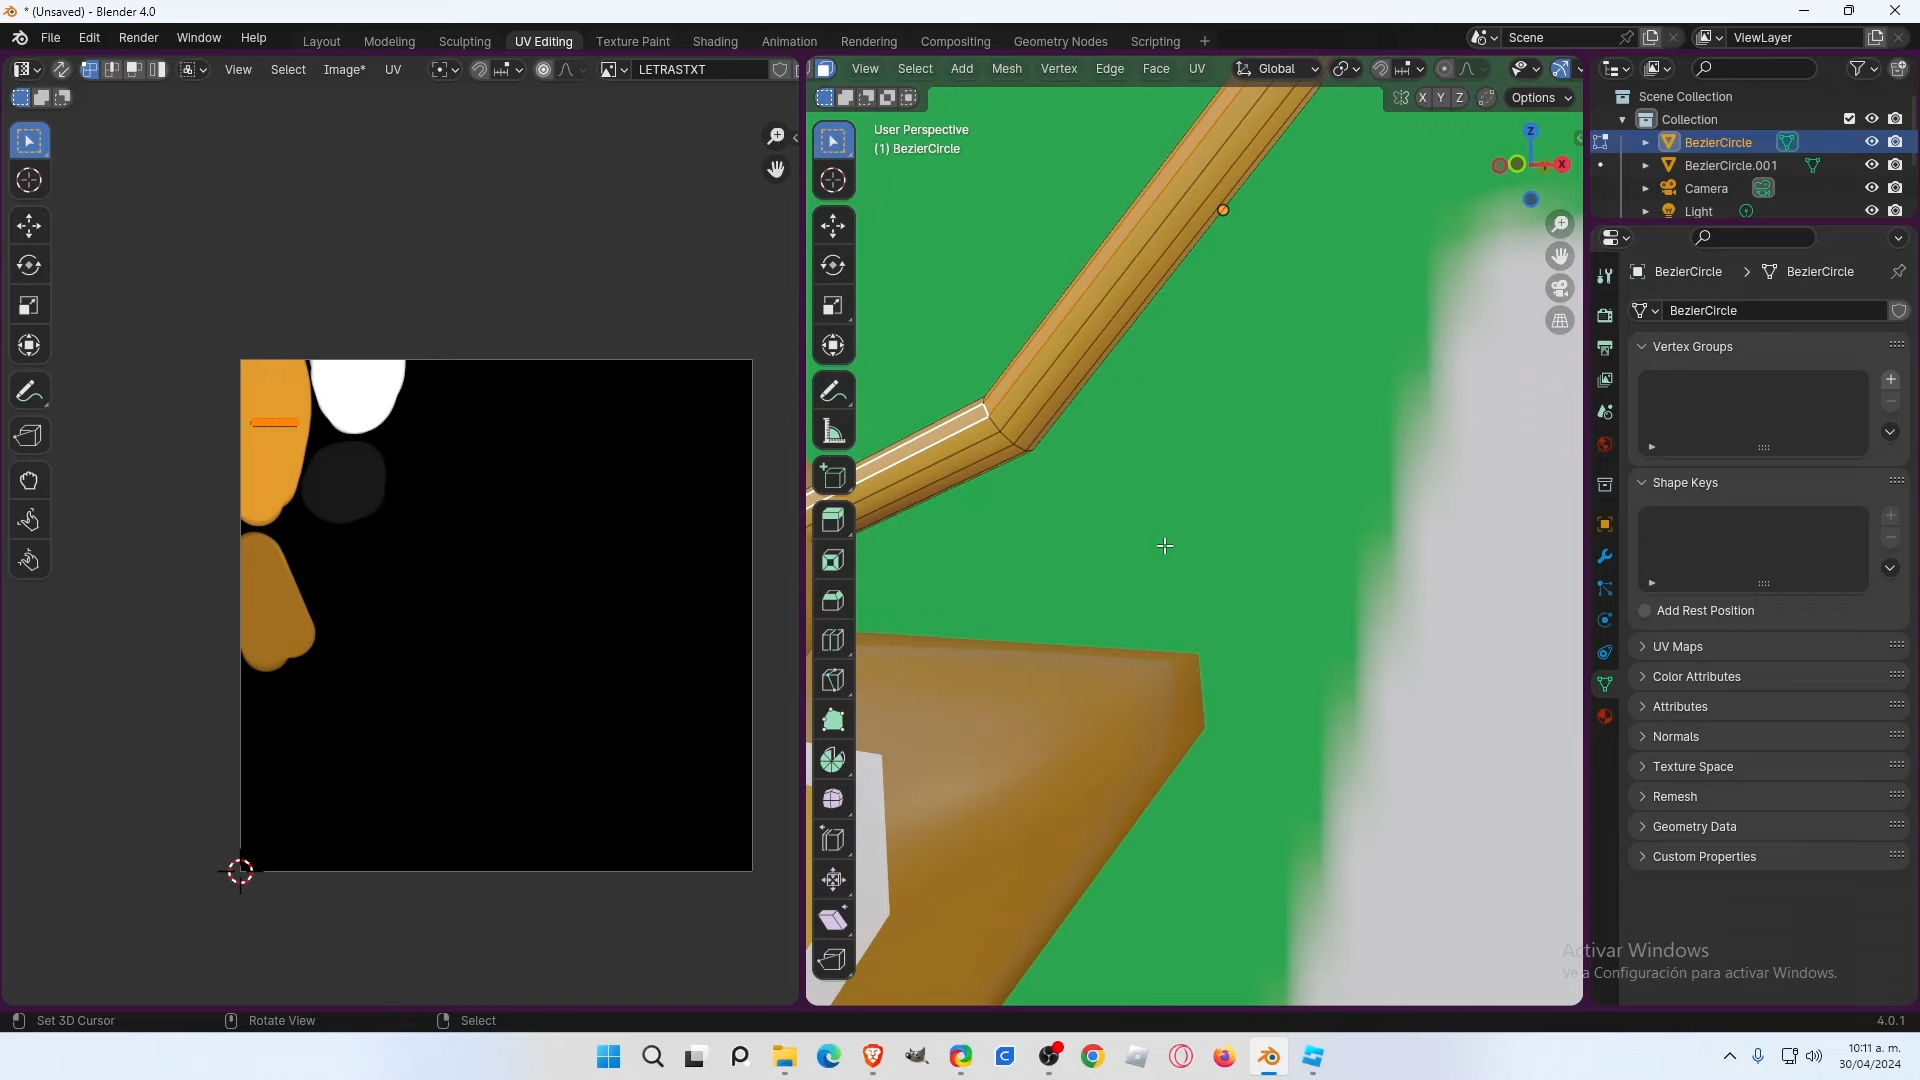 * (Unsaved) - Blender 4.0
File Edit Render Window Help
Layout Modeling Sculpting UV Editing Texture Paint Shading Animation Rendering Compositing Geometry Nodes Scripting +
Scene
ViewLayer
View Select Image* UV
LETRASTXT
View Select Add Mesh Vertex Edge Face UV
Global
X Y Z
Options
User Perspective
(1) BezierCircle
Z
X
Scene Collection
Collection
BezierCircle
BezierCircle.001
Camera
Light
BezierCircle > BezierCircle
BezierCircle
Vertex Groups
Shape Keys
Add Rest Position
UV Maps
Color Attributes
Attributes
Normals
Texture Space
Remesh
Geometry Data
Custom Properties
Activar Windows
Ve a Configuración para activar Windows.
Set 3D Cursor
Rotate View
Select
4.0.1
10:11 a. m.
30/04/2024